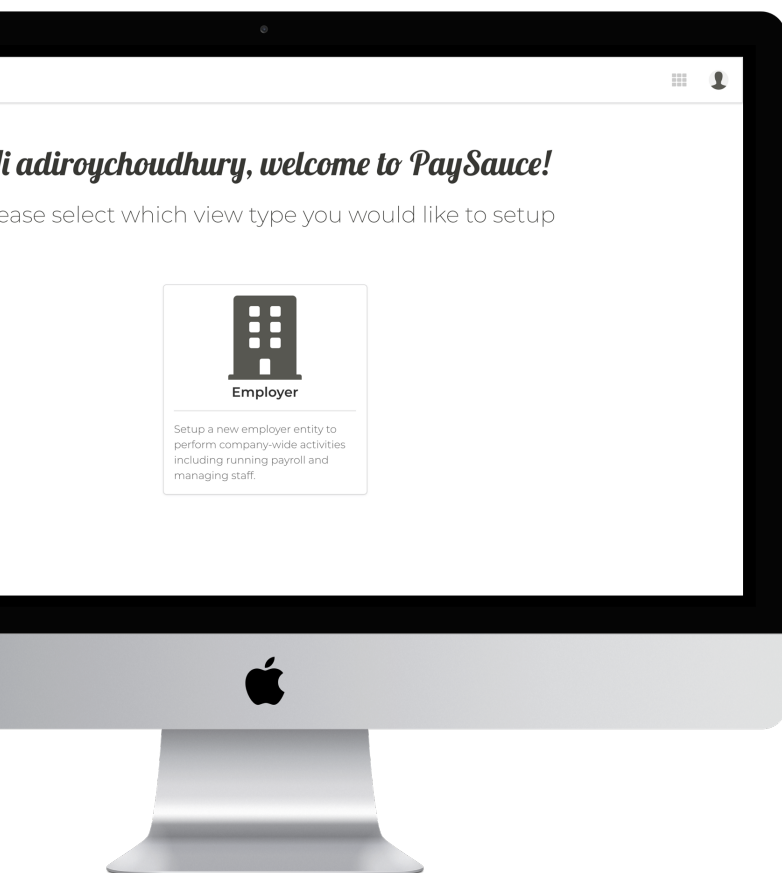 i adiroychoudhury, welcome to PaySauce!
ease select which view type you would like to setup
Employer
Setup a new employer entity to
perform company-wide activities
including running payroll and
managing staff.